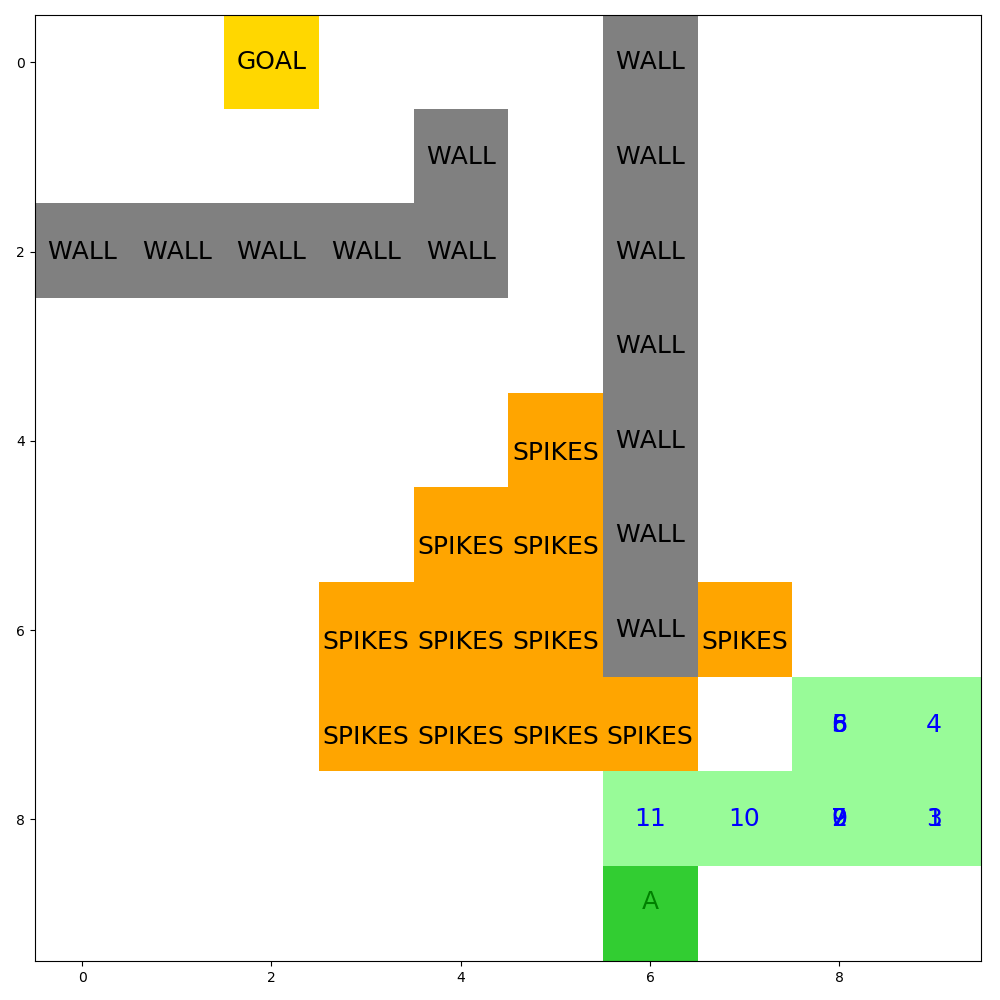 GOAL WALL
0
WALL WALL
WALL WALL WALL WALL WALL WALL
2
WALL
SPIKES WALL
4
SPIKES SPIKES WALL
SPIKES SPIKES SPIKES WALL SPIKES
6
SPIKES SPIKES SPIKES SPIKES 4
11 10
8
A
0 2 4 6 8